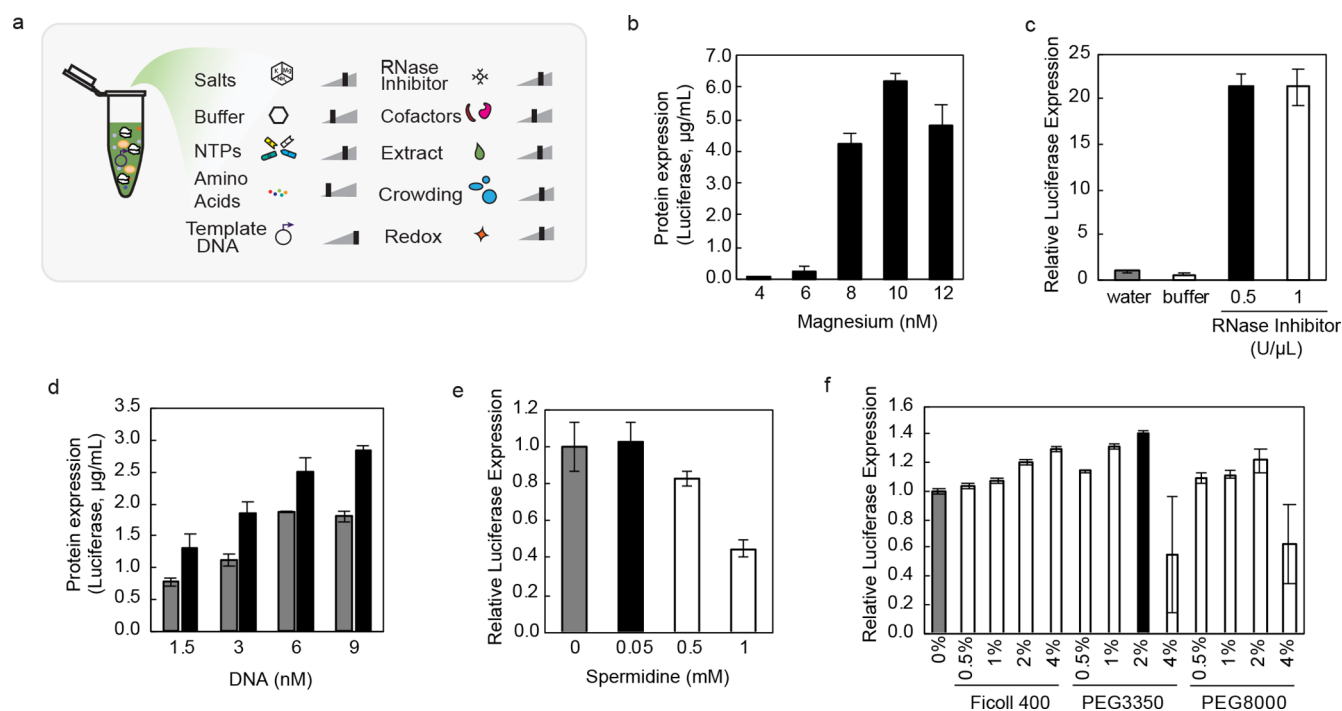 a
Salts
K Mg
RNase
Inhibitor
Buffer
Cofactors
NTPs
Extract
Amino
Acids
Crowding
Template
DNA
Redox
b
Protein expression
(Luciferase, µg/mL)
7.0
6.0
5.0
4.0
3.0
2.0
1.0
0.0
4 6 8 10 12
Magnesium (nM)
c
Relative Luciferase Expression
25
20
15
10
5
0
water buffer 0.5 1
RNase Inhibitor
(U/µL)
d
Protein expression
(Luciferase, µg/mL)
3.5
3.0
2.5
2.0
1.5
1.0
0.5
0.0
1.5 3 6 9
DNA (nM)
e
Relative Luciferase Expression
1.2
1.0
0.8
0.6
0.4
0.2
0.0
0 0.05 0.5 1
Spermidine (mM)
f
Relative Luciferase Expression
1.6
1.4
1.2
1.0
0.8
0.6
0.4
0.2
0.0
0% 0.5% 1% 2% 4% 0.5% 1% 2% 4% 0.5% 1% 2% 4%
Ficoll 400 PEG3350 PEG8000